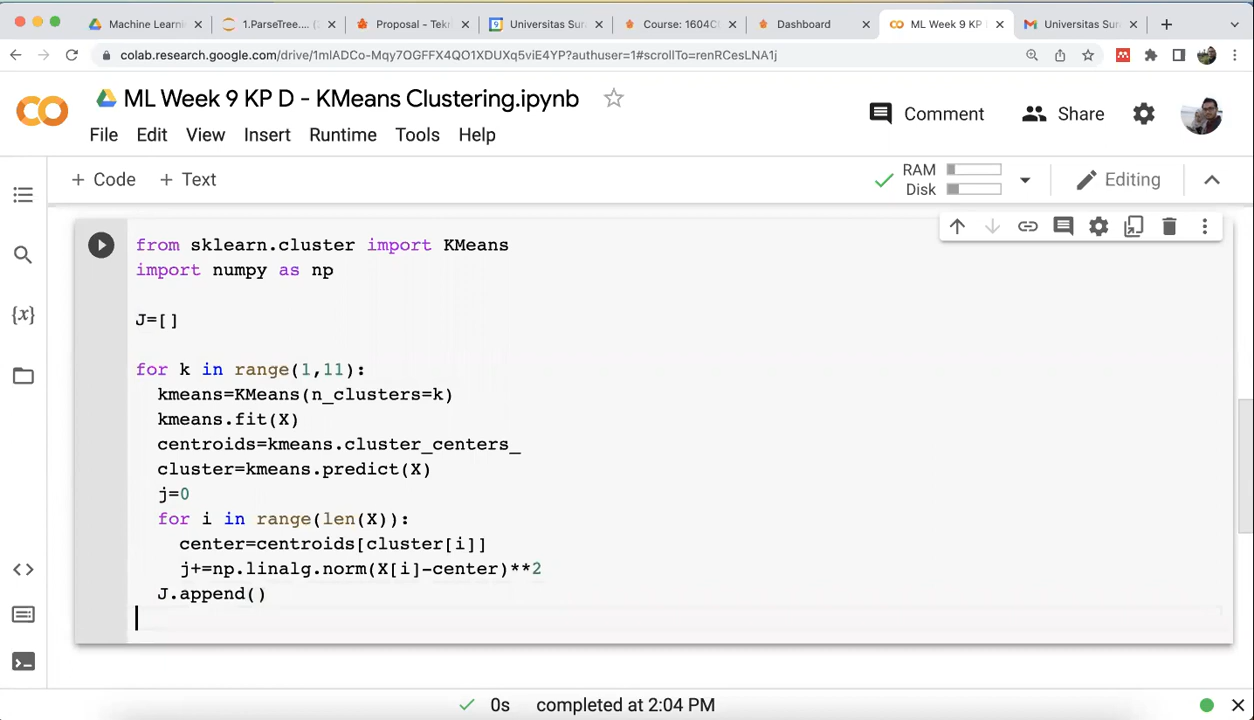 Machine Learni
1.ParseTree.... (
Proposal - Tekn
Universitas Sur
Course: 1604C
Dashboard
ML Week 9 KP
Universitas Sur
colab.research.google.com/drive/1mlADCo-Mqy7OGFFX4QO1XDUXq5viE4YP?authuser=1#scrollTo=renRCesLNA1j
ML Week 9 KP D - KMeans Clustering.ipynb
Comment
Share
File Edit View Insert Runtime Tools Help
+ Code + Text
RAM
Disk
Editing
from sklearn.cluster import KMeans
import numpy as np
J=[]
for k in range(1,11):
  kmeans=KMeans(n_clusters=k)
  kmeans.fit(X)
  centroids=kmeans.cluster_centers_
  cluster=kmeans.predict(X)
  j=0
  for i in range(len(X)):
    center=centroids[cluster[i]]
    j+=np.linalg.norm(X[i]-center)**2
  J.append()
0s completed at 2:04 PM